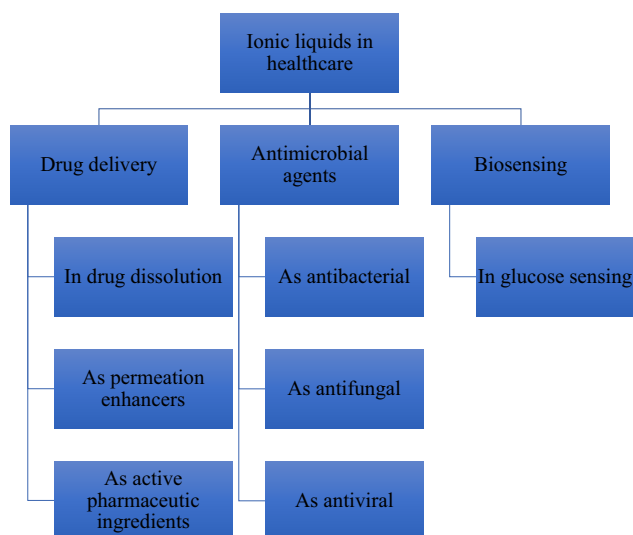 Ionic liquids in
healthcare
Drug delivery
Antimicrobial
agents
Biosensing
In drug dissolution
As antibacterial
In glucose sensing
As permeation
enhancers
As antifungal
As active
pharmaceutic
ingredients
As antiviral